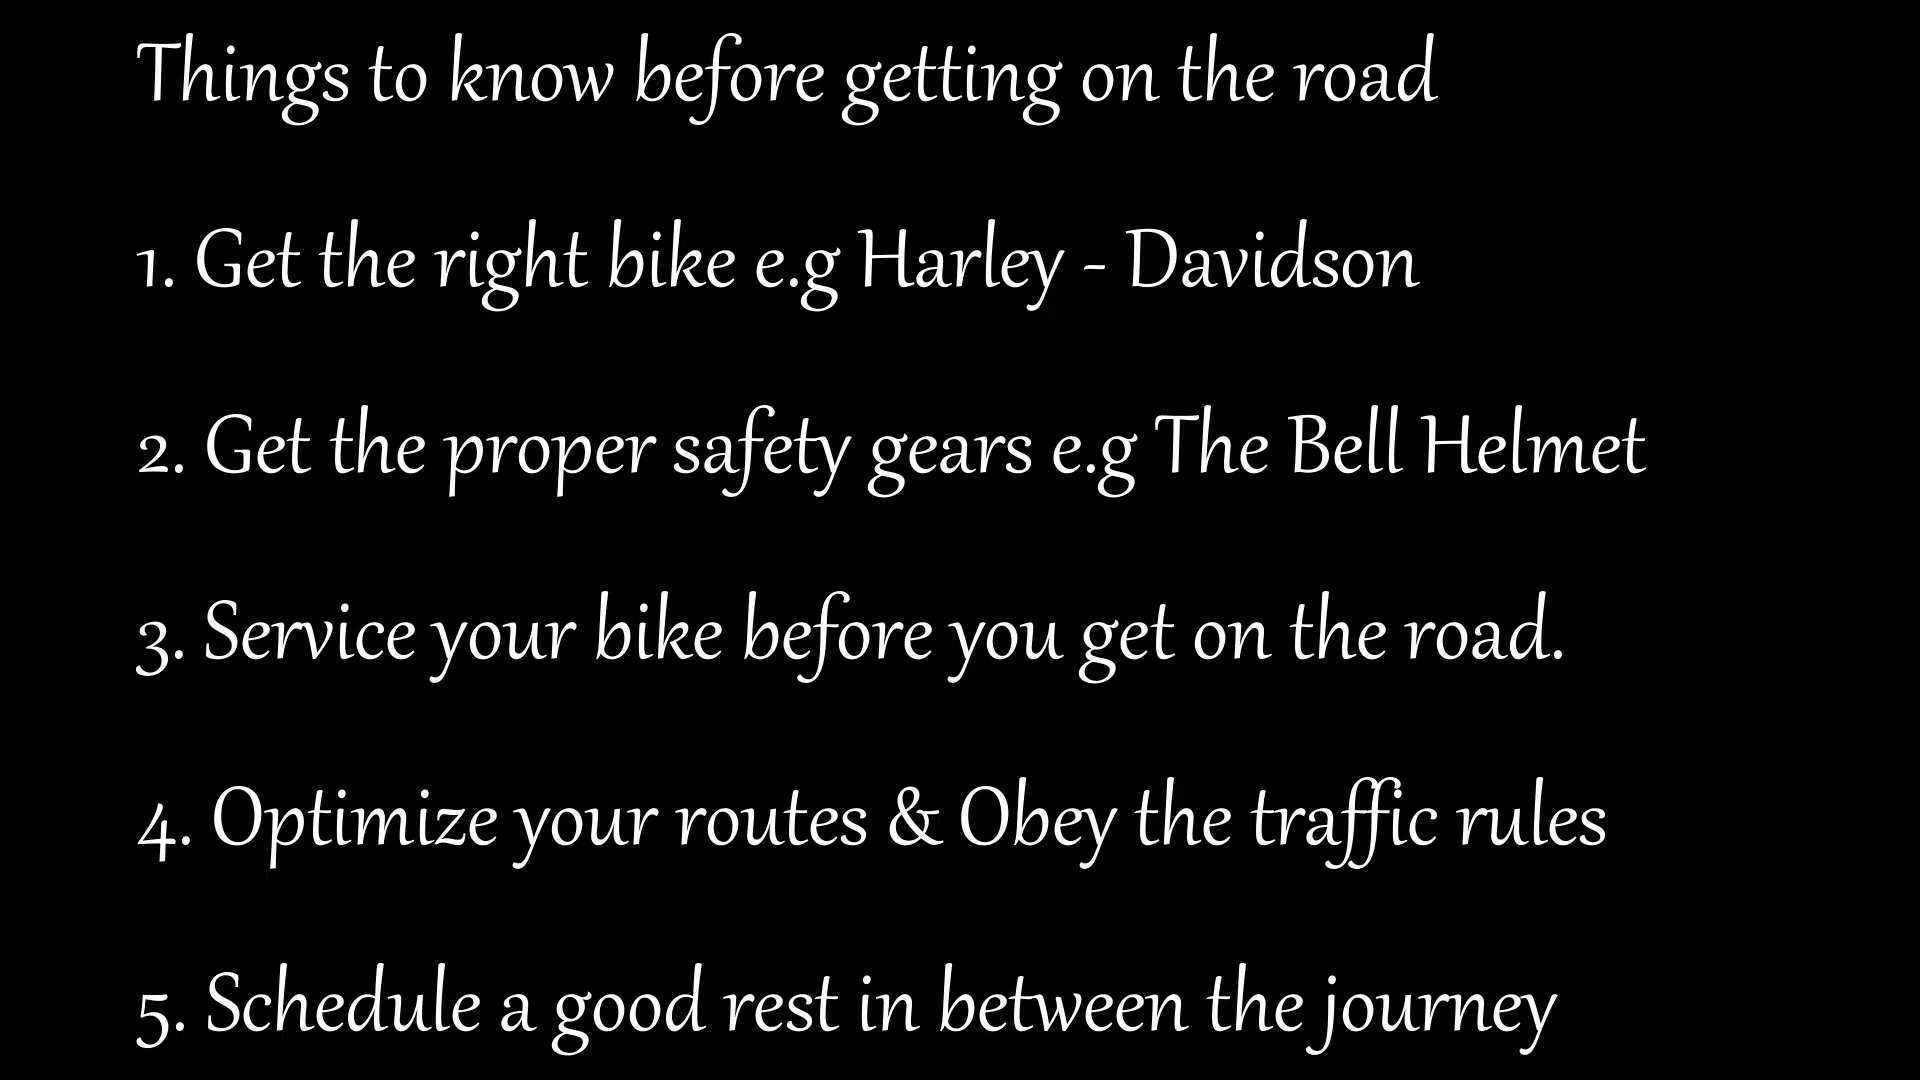 Things to know before getting on the road
1. Get the right bike e.g Harley - Davidson
2. Get the proper safety gears e.g The Bell Helmet
3. Service your bike before you get on the road.
4. Optimize your routes & Obey the traffic rules
5. Schedule a good rest in between the journey